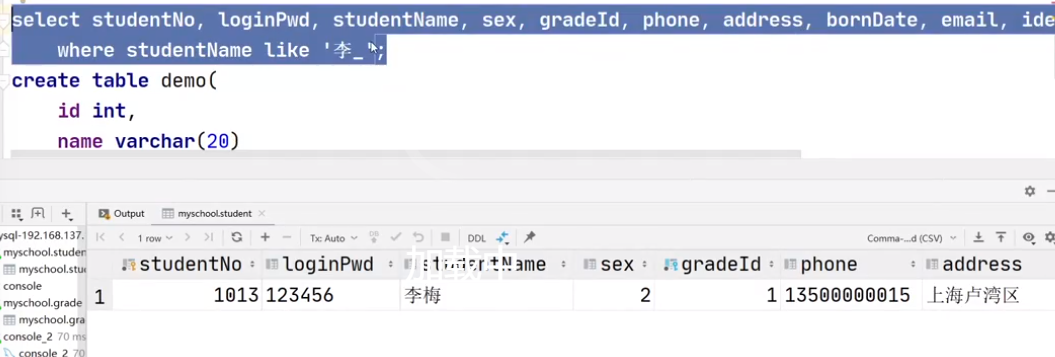 select studentNo, loginPwd, studentName, sex, gradeId, phone, address, bornDate, email, ide
where studentName like '李_';
create table demo(
id int,
name varchar(20)
Output myschool.student
ysql-192.168.137.
1 row Tx: Auto DDL Comma-...d (CSV)
myschool.studen
myschool.stu
console
myschool.grade
myschool.gra
console_2 70 ms
console_2 70
studentNo loginPwd studentName sex gradeId phone address
1 1013 123456 李梅 2 1 13500000015 上海卢湾区
加载中